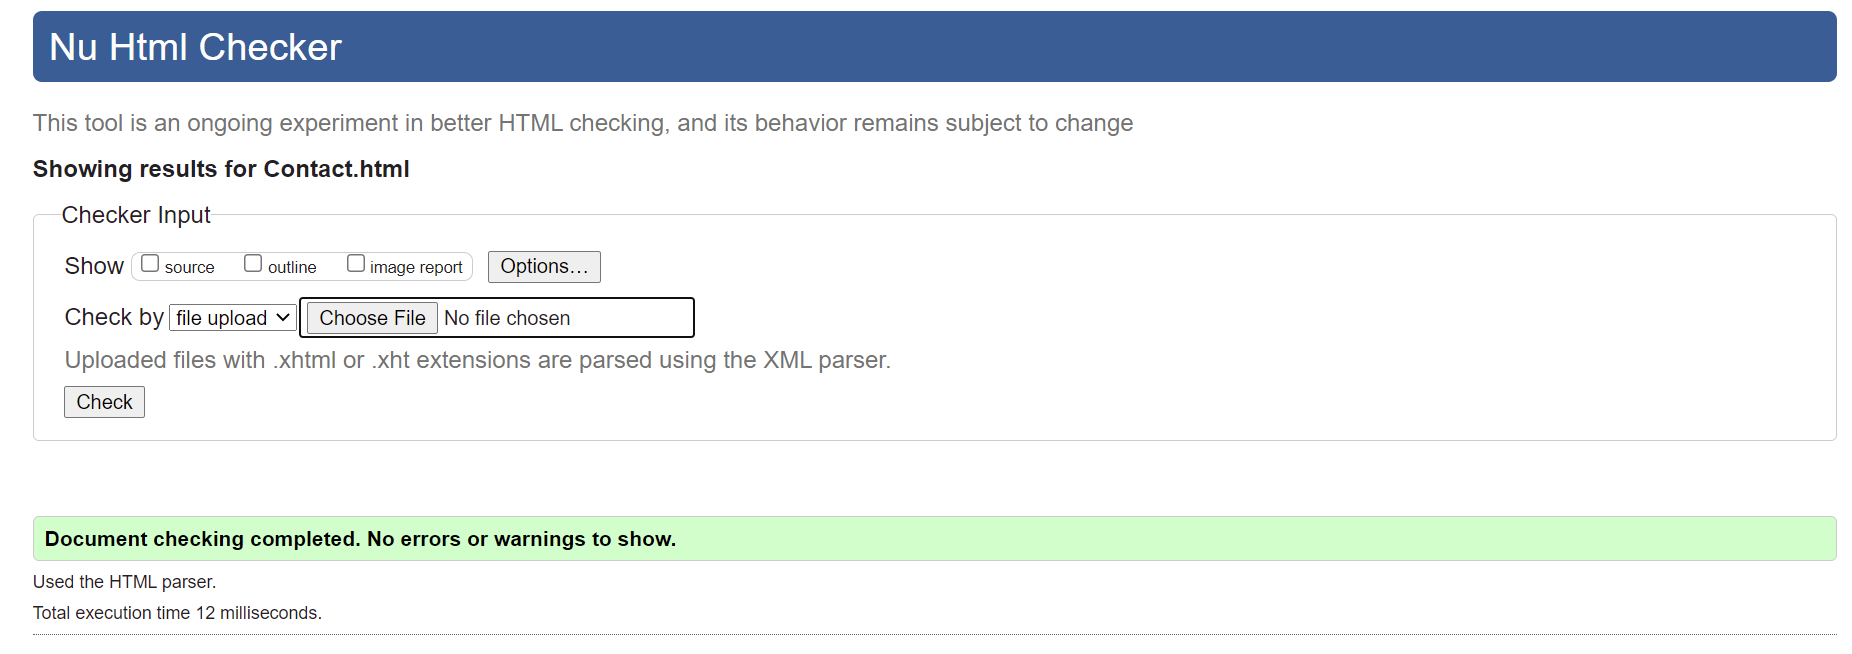 Nu Html Checker
This tool is an ongoing experiment in better HTML checking, and its behavior remains subject to change
Showing results for Contact.html
Checker Input
Show source outline image report Options...
Check by file upload Choose File No file chosen
Uploaded files with .xhtml or .xht extensions are parsed using the XML parser.
Check
Document checking completed. No errors or warnings to show.
Used the HTML parser.
Total execution time 12 milliseconds.